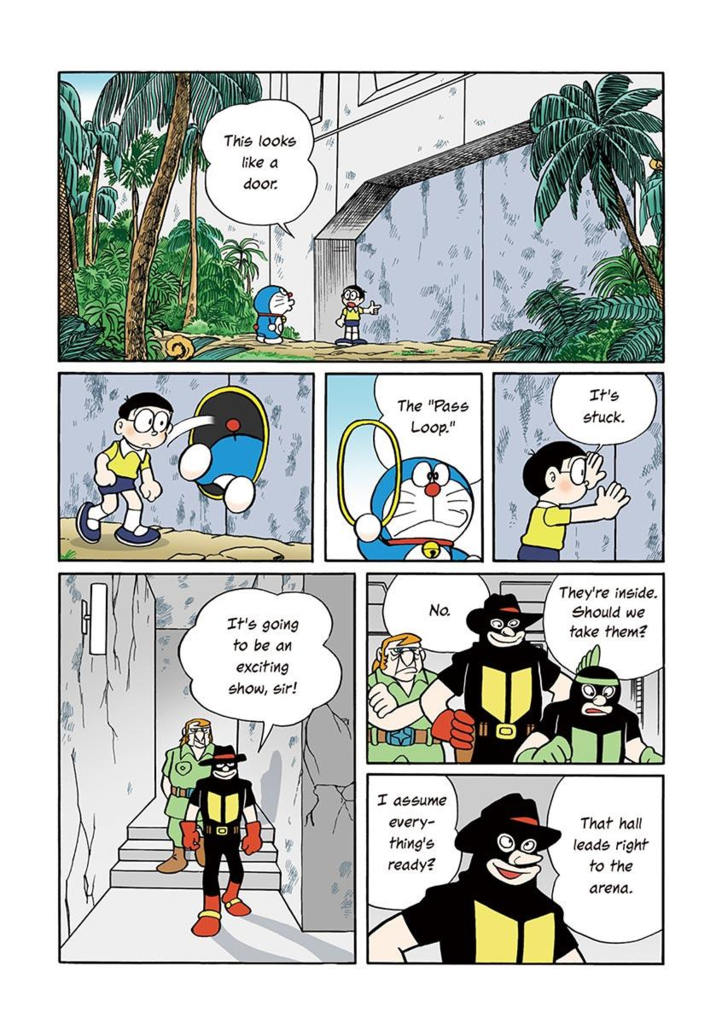 This looks
like a
door.
It's
stuck.
The "Pass
Loop."
They're inside.
Should we
take them?
No.
That hall
leads right
to the
arena.
I assume
every-
thing's
ready?
It's going
to be an
exciting
show, sir!